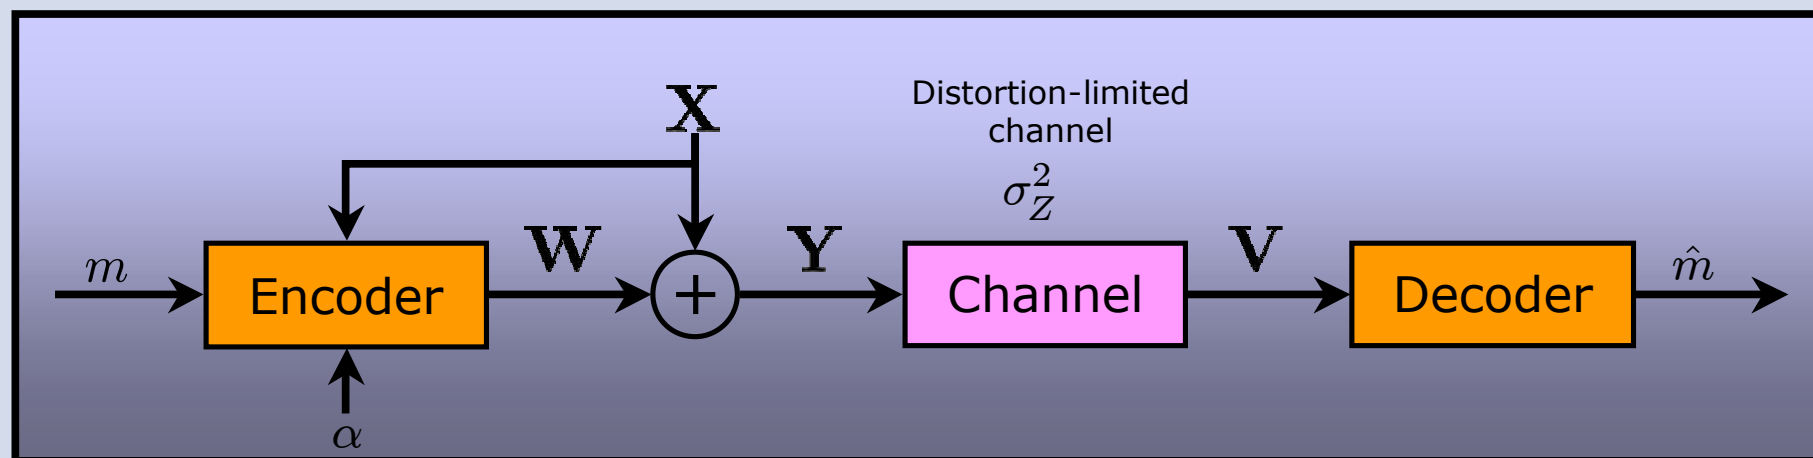 X
Distortion-limited
channel
σ_Z^2
m
Encoder
W
+
Y
Channel
V
Decoder
m̂
α